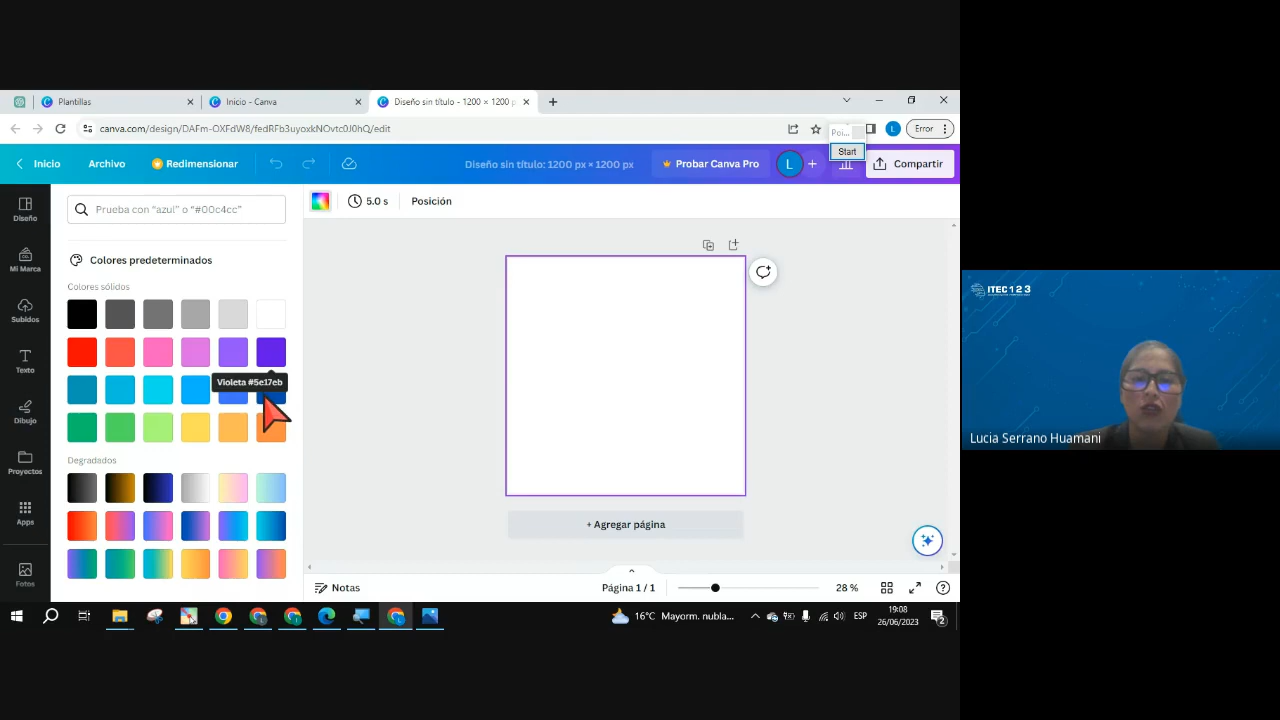 Plantillas
Inicio - Canva
Diseño sin título - 1200 × 1200 p
canva.com/design/DAFm-OXFdW8/fedRFb3uyoxkNOvtc0J0hQ/edit
Poi...
L
Error
Start
Inicio
Archivo
Redimensionar
Diseño sin título: 1200 px × 1200 px
Probar Canva Pro
L
Compartir
Prueba con “azul” o “#00c4cc”
5.0 s
Posición
Diseño
Mi Marca
Subidos
Texto
Dibujo
Proyectos
Apps
Fotos
Colores predeterminados
Colores sólidos
Violeta #5e17eb
Degradados
+ Agregar página
Notas
Página 1 / 1
28 %
16°C Mayorm. nubla...
ESP
19:08
26/06/2023
2
ITEC 1 2 3
Lucia Serrano Huamani